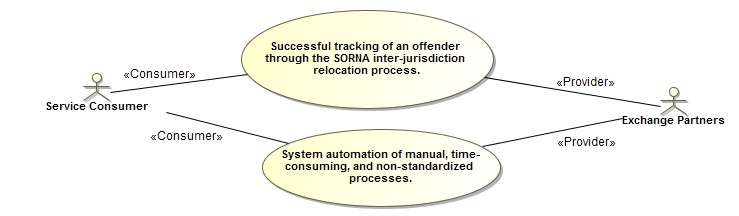 Successful tracking of an offender
through the SORNA inter-jurisdiction
relocation process.
«Consumer»
«Provider»
Service Consumer
Exchange Partners
«Consumer»
«Provider»
System automation of manual, time-
consuming, and non-standardized
processes.